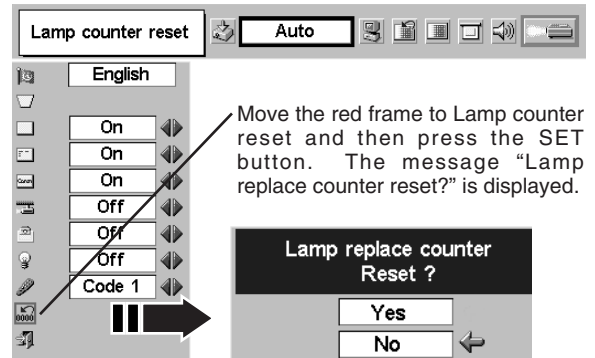 Lamp counter reset
Auto
English
On
On
Comm
On
Off
Off
Off
Code 1
0000
Move the red frame to Lamp counter
reset and then press the SET
button. The message “Lamp
replace counter reset?” is displayed.
Lamp replace counter
Reset ?
Yes
No